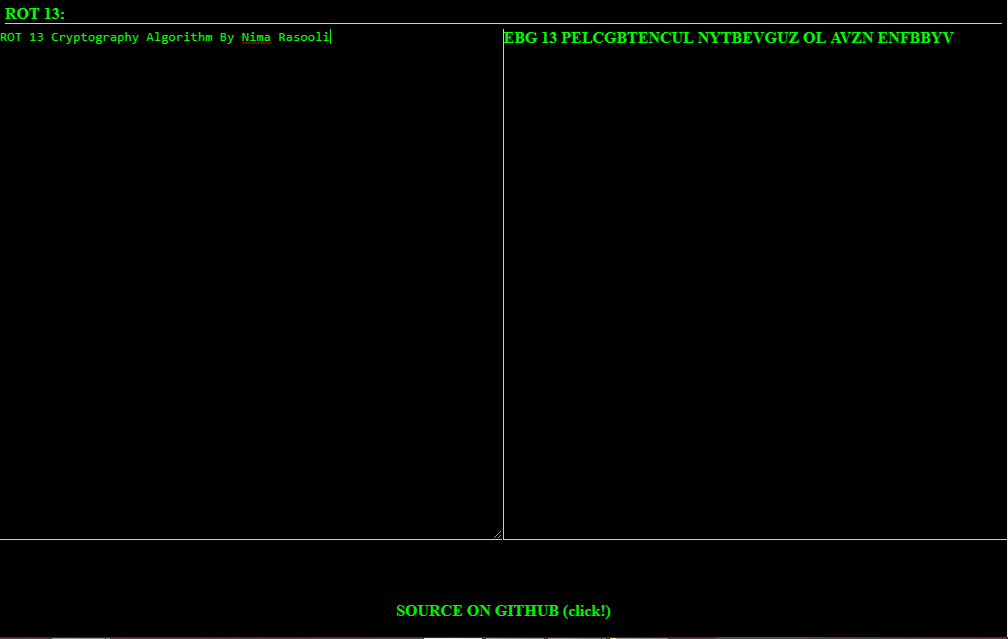 ROT 13:
ROT 13 Cryptography Algorithm By Nima Rasooli
EBG 13 PELCGBTENCUL NYTBEVGUZ OL AVZN ENFBBYV
SOURCE ON GITHUB (click!)